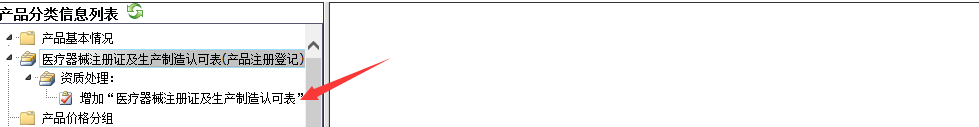 产品分类信息列表
产品基本情况
医疗器械注册证及生产制造认可表(产品注册登记)
资质处理:
增加“医疗器械注册证及生产制造认可表”
产品价格分组